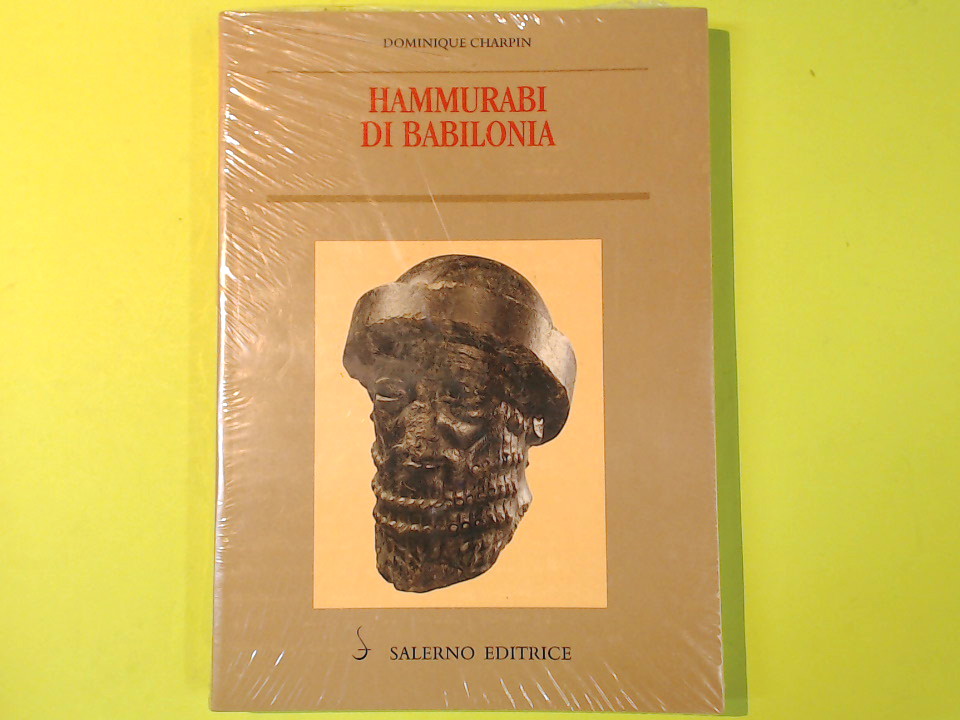 DOMINIQUE CHARPIN
HAMMURABI
DI BABILONIA
SALERNO EDITRICE